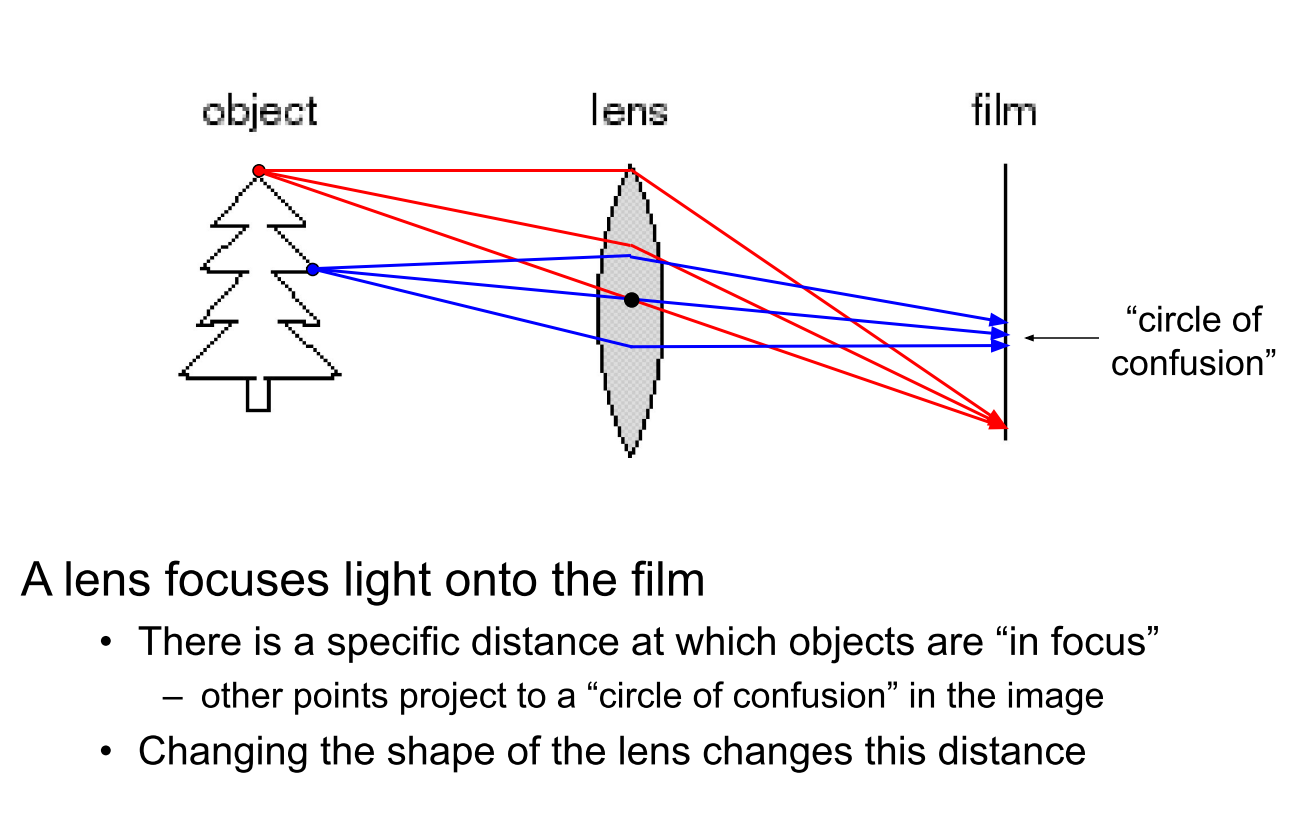 object lens film
“circle of
confusion”
A lens focuses light onto the film
• There is a specific distance at which objects are “in focus”
– other points project to a “circle of confusion” in the image
• Changing the shape of the lens changes this distance